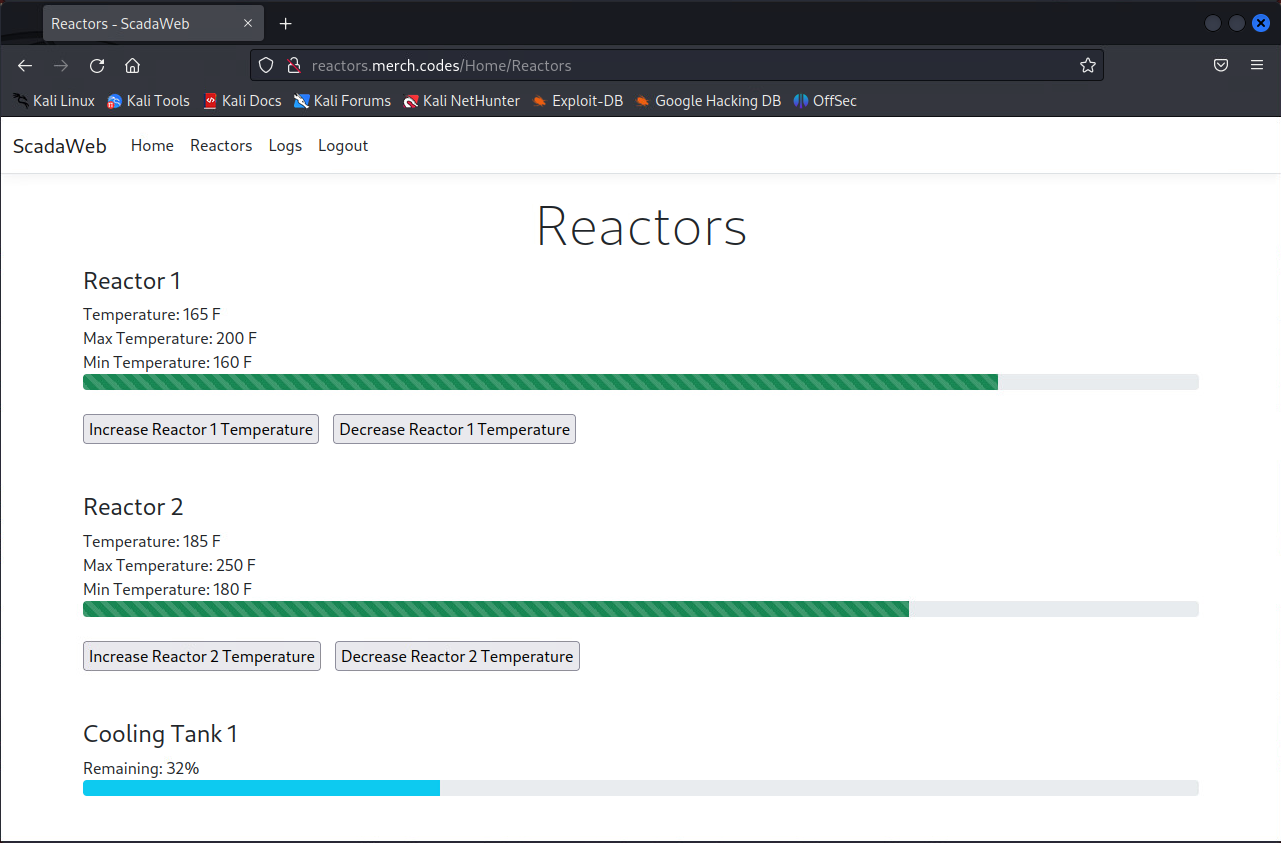 Reactors - ScadaWeb
reactors.merch.codes/Home/Reactors
Kali Linux Kali Tools Kali Docs Kali Forums Kali NetHunter Exploit-DB Google Hacking DB OffSec
ScadaWeb Home Reactors Logs Logout
Reactors
Reactor 1
Temperature: 165 F
Max Temperature: 200 F
Min Temperature: 160 F
Increase Reactor 1 Temperature Decrease Reactor 1 Temperature
Reactor 2
Temperature: 185 F
Max Temperature: 250 F
Min Temperature: 180 F
Increase Reactor 2 Temperature Decrease Reactor 2 Temperature
Cooling Tank 1
Remaining: 32%